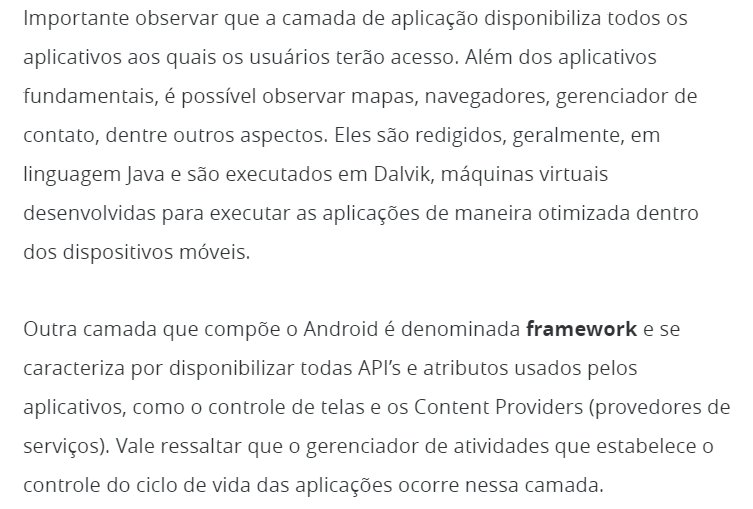 Importante observar que a camada de aplicação disponibiliza todos os
aplicativos aos quais os usuários terão acesso. Além dos aplicativos
fundamentais, é possível observar mapas, navegadores, gerenciador de
contato, dentre outros aspectos. Eles são redigidos, geralmente, em
linguagem Java e são executados em Dalvik, máquinas virtuais
desenvolvidas para executar as aplicações de maneira otimizada dentro
dos dispositivos móveis.
Outra camada que compõe o Android é denominada framework e se
caracteriza por disponibilizar todas API’s e atributos usados pelos
aplicativos, como o controle de telas e os Content Providers (provedores de
serviços). Vale ressaltar que o gerenciador de atividades que estabelece o
controle do ciclo de vida das aplicações ocorre nessa camada.